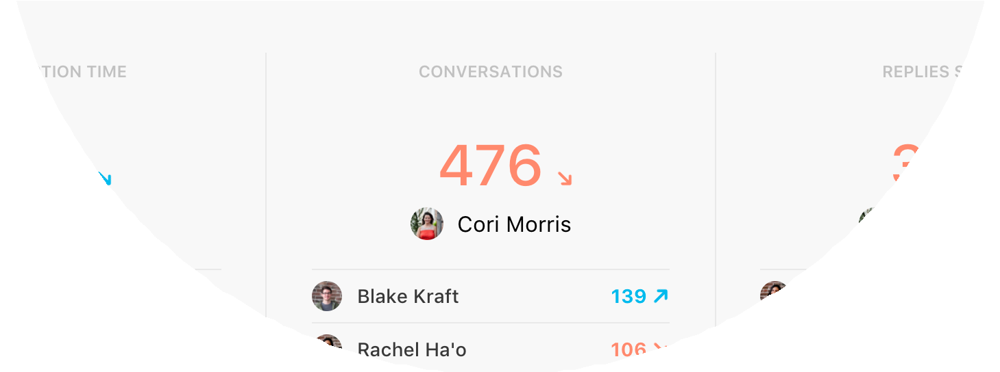 TION TIME
CONVERSATIONS
REPLIES
476
Cori Morris
Blake Kraft 139
Rachel Ha'o 106